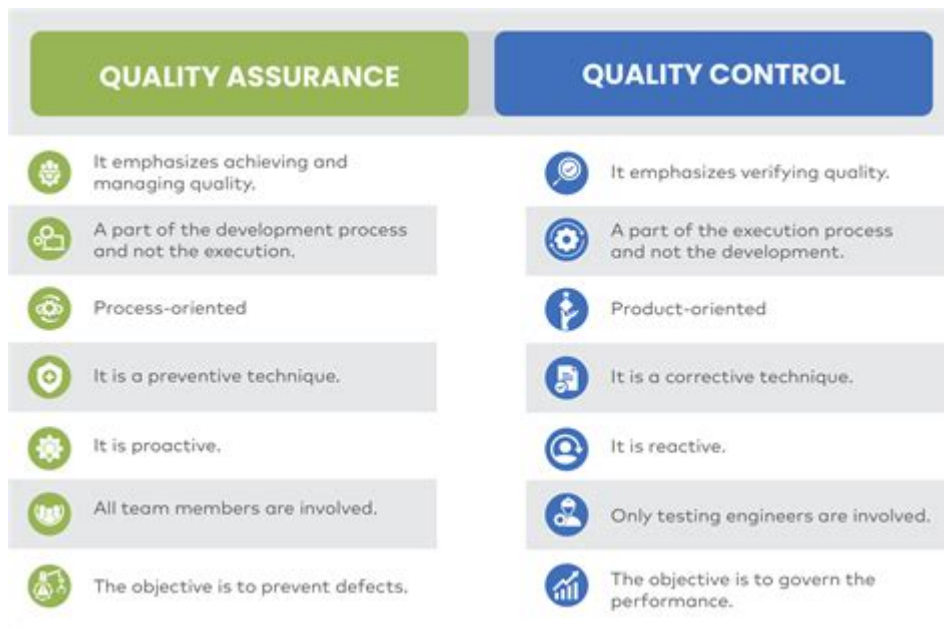 QUALITY ASSURANCE
QUALITY CONTROL
It emphasizes achieving and
managing quality.
It emphasizes verifying quality.
A part of the development process
and not the execution.
A part of the execution process
and not the development.
Process-oriented
Product-oriented
It is a preventive technique.
It is a corrective technique.
It is proactive.
It is reactive.
All team members are involved.
Only testing engineers are involved.
The objective is to prevent defects.
The objective is to govern the
performance.